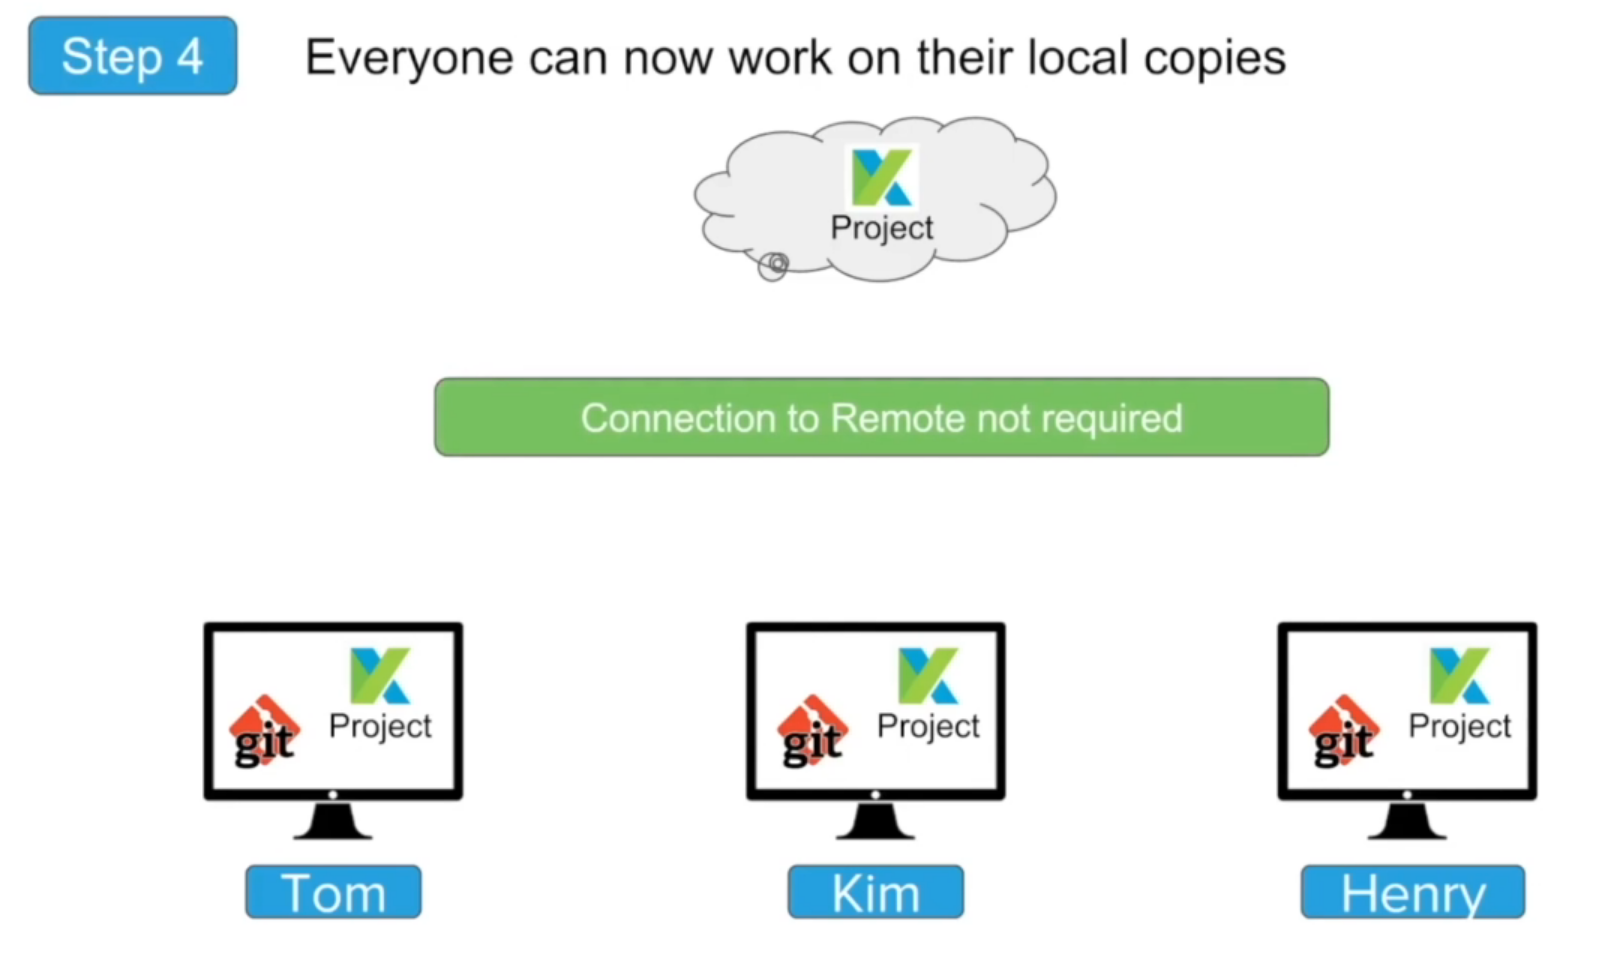 Step 4
Everyone can now work on their local copies
Project
Connection to Remote not required
git
Project
git
Project
git
Project
Tom
Kim
Henry